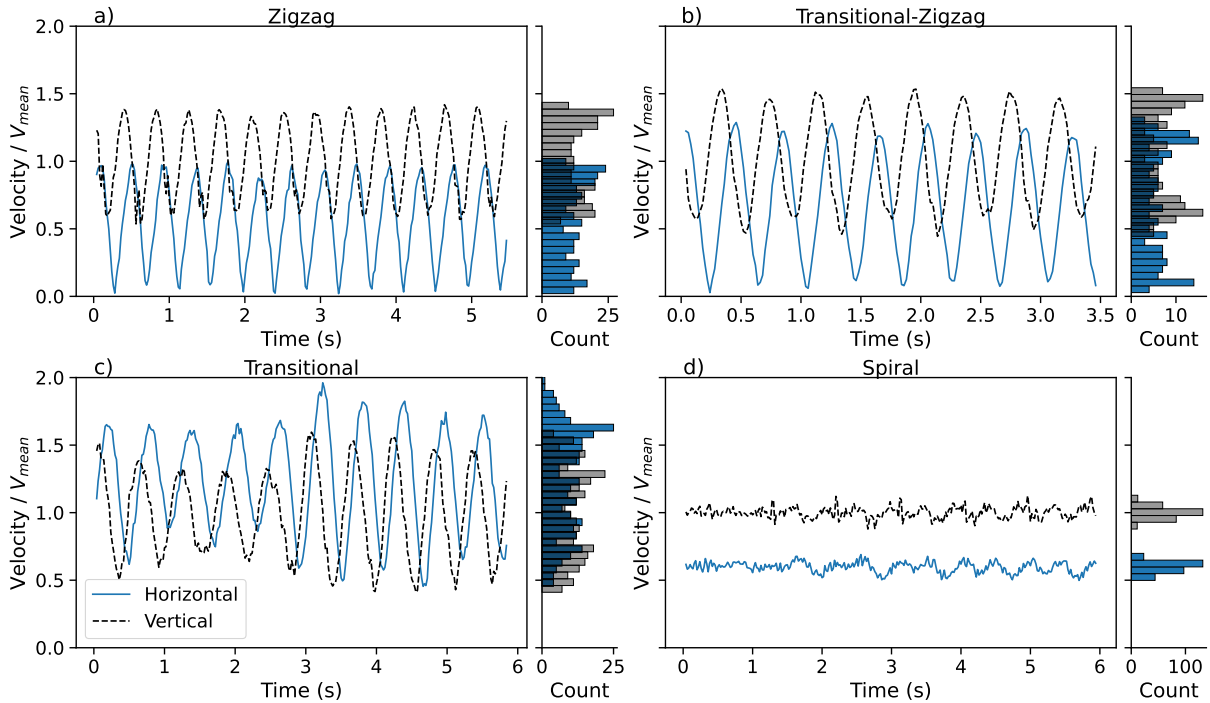 a) Zigzag
b) Transitional-Zigzag
2.0
1.5
1.0
0.5
0.0
Velocity / V_mean
0 1 2 3 4 5
Time (s)
0 25
Count
Velocity / V_mean
0.0 0.5 1.0 1.5 2.0 2.5 3.0 3.5
Time (s)
0 10
Count
c) Transitional
d) Spiral
2.0
1.5
1.0
0.5
0.0
Velocity / V_mean
Horizontal
Vertical
0 1 2 3 4 5 6
Time (s)
0 25
Count
Velocity / V_mean
0 1 2 3 4 5 6
Time (s)
0 100
Count